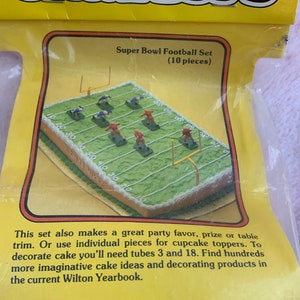 Super Bowl Football Set
(10 pieces)
This set also makes a great party favor, prize or table
trim. Or use individual pieces for cupcake toppers. To
decorate cake you'll need tubes 3 and 18. Find hundreds
more imaginative cake ideas and decorating products in
the current Wilton Yearbook.